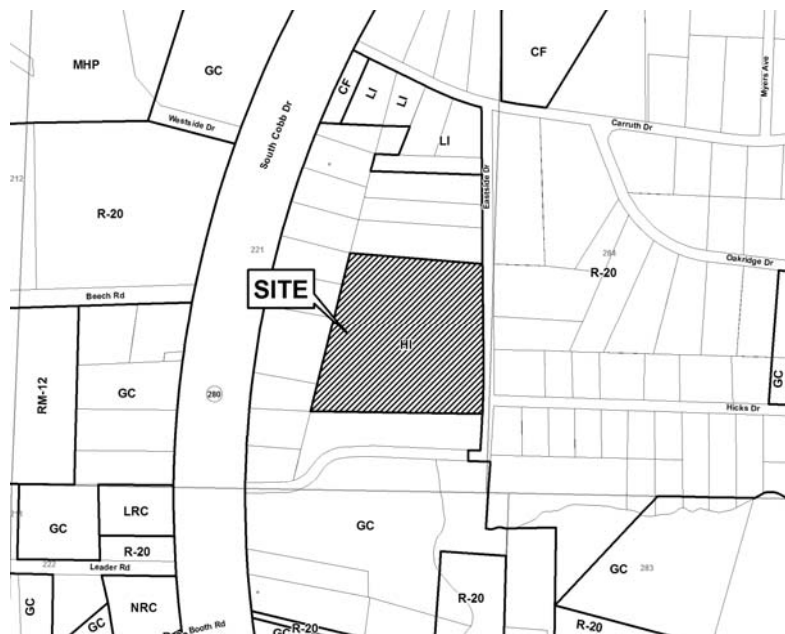 MHP
GC
CF
LI
LI
CF
Carruth Dr
Myers Ave
Westside Dr
South Cobb Dr
LI
Eastside Dr
212
R-20
221
R-20
Oakridge Dr
SITE
Beech Rd
HI
RM-12
GC
280
GC
Hicks Dr
GC
LRC
GC
R-20
222
Leader Rd
GC
283
R-20
GC
NRC
GC
Booth Rd
GC
R-20
R-20